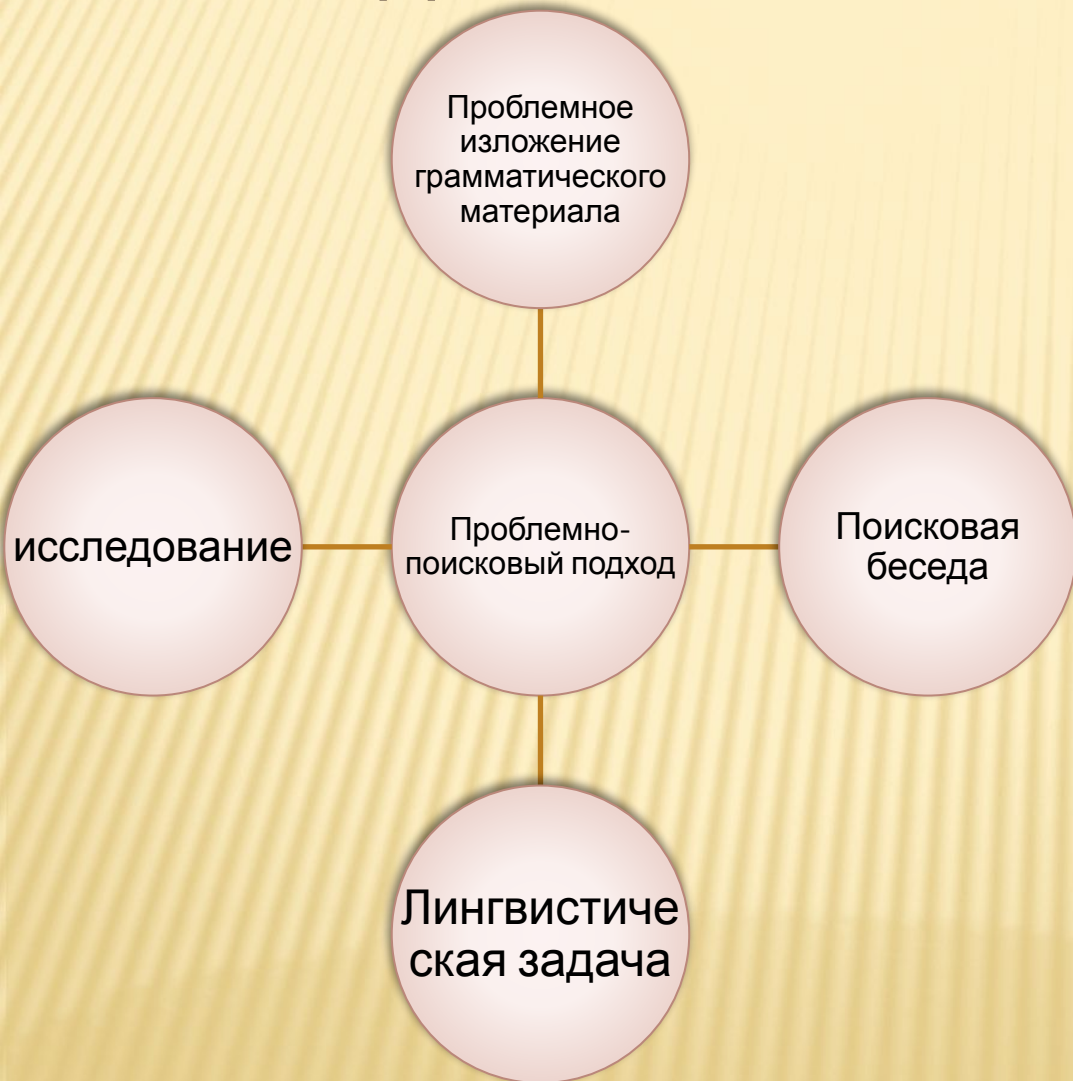 Проблемное
изложение
грамматического
материала
исследование
Проблемно-
поисковый подход
Поисковая
беседа
Лингвистиче
ская задача